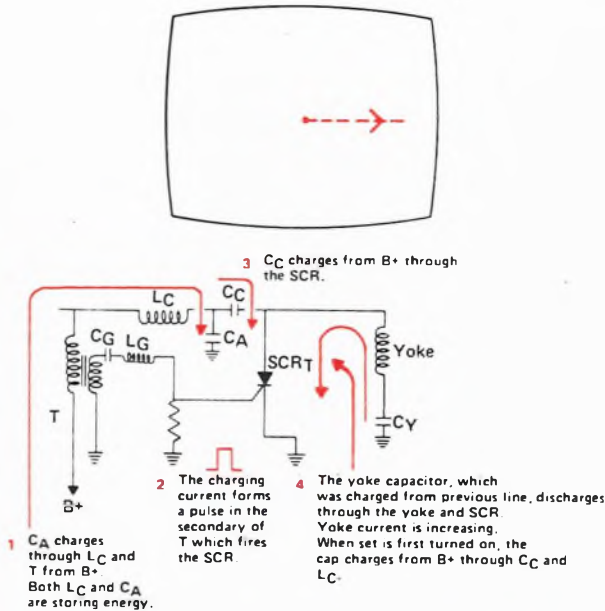 3 CC charges from B+ through
the SCR.
LC
CC
CG LG
CA
SCRT
Yoke
T
CY
B+
2 The charging
current forms
a pulse in the
secondary of
T which fires
the SCR.
4 The yoke capacitor, which
was charged from previous line, discharges
through the yoke and SCR.
Yoke current is increasing.
When set is first turned on, the
cap charges from B+ through CC and
LC.
1 CA charges
through LC and
T from B+.
Both LC and CA
are storing energy.